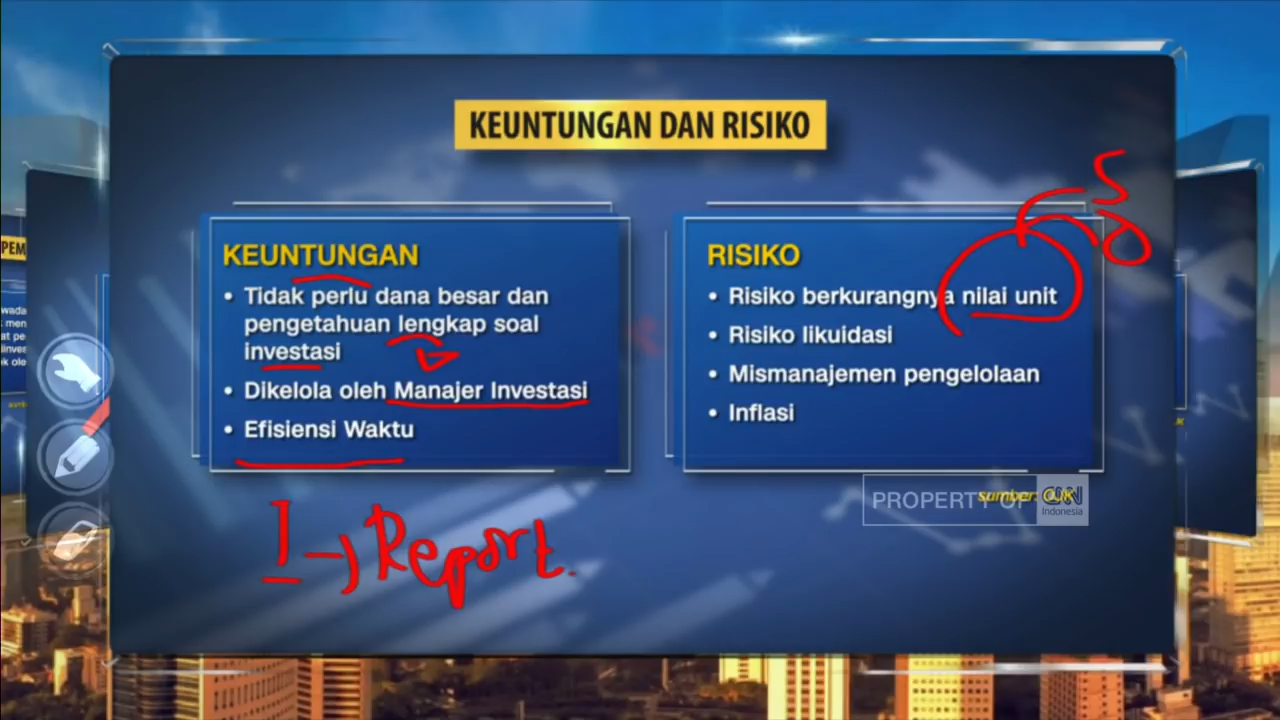 KEUNTUNGAN DAN RISIKO
KEUNTUNGAN
• Tidak perlu dana besar dan
pengetahuan lengkap soal
investasi
• Dikelola oleh Manajer Investasi
• Efisiensi Waktu
RISIKO
• Risiko berkurangnya nilai unit
• Risiko likuidasi
• Mismanajemen pengelolaan
• Inflasi
sumber: OJK
PROPERTY OF CNN
Indonesia
I → Report.
PEM